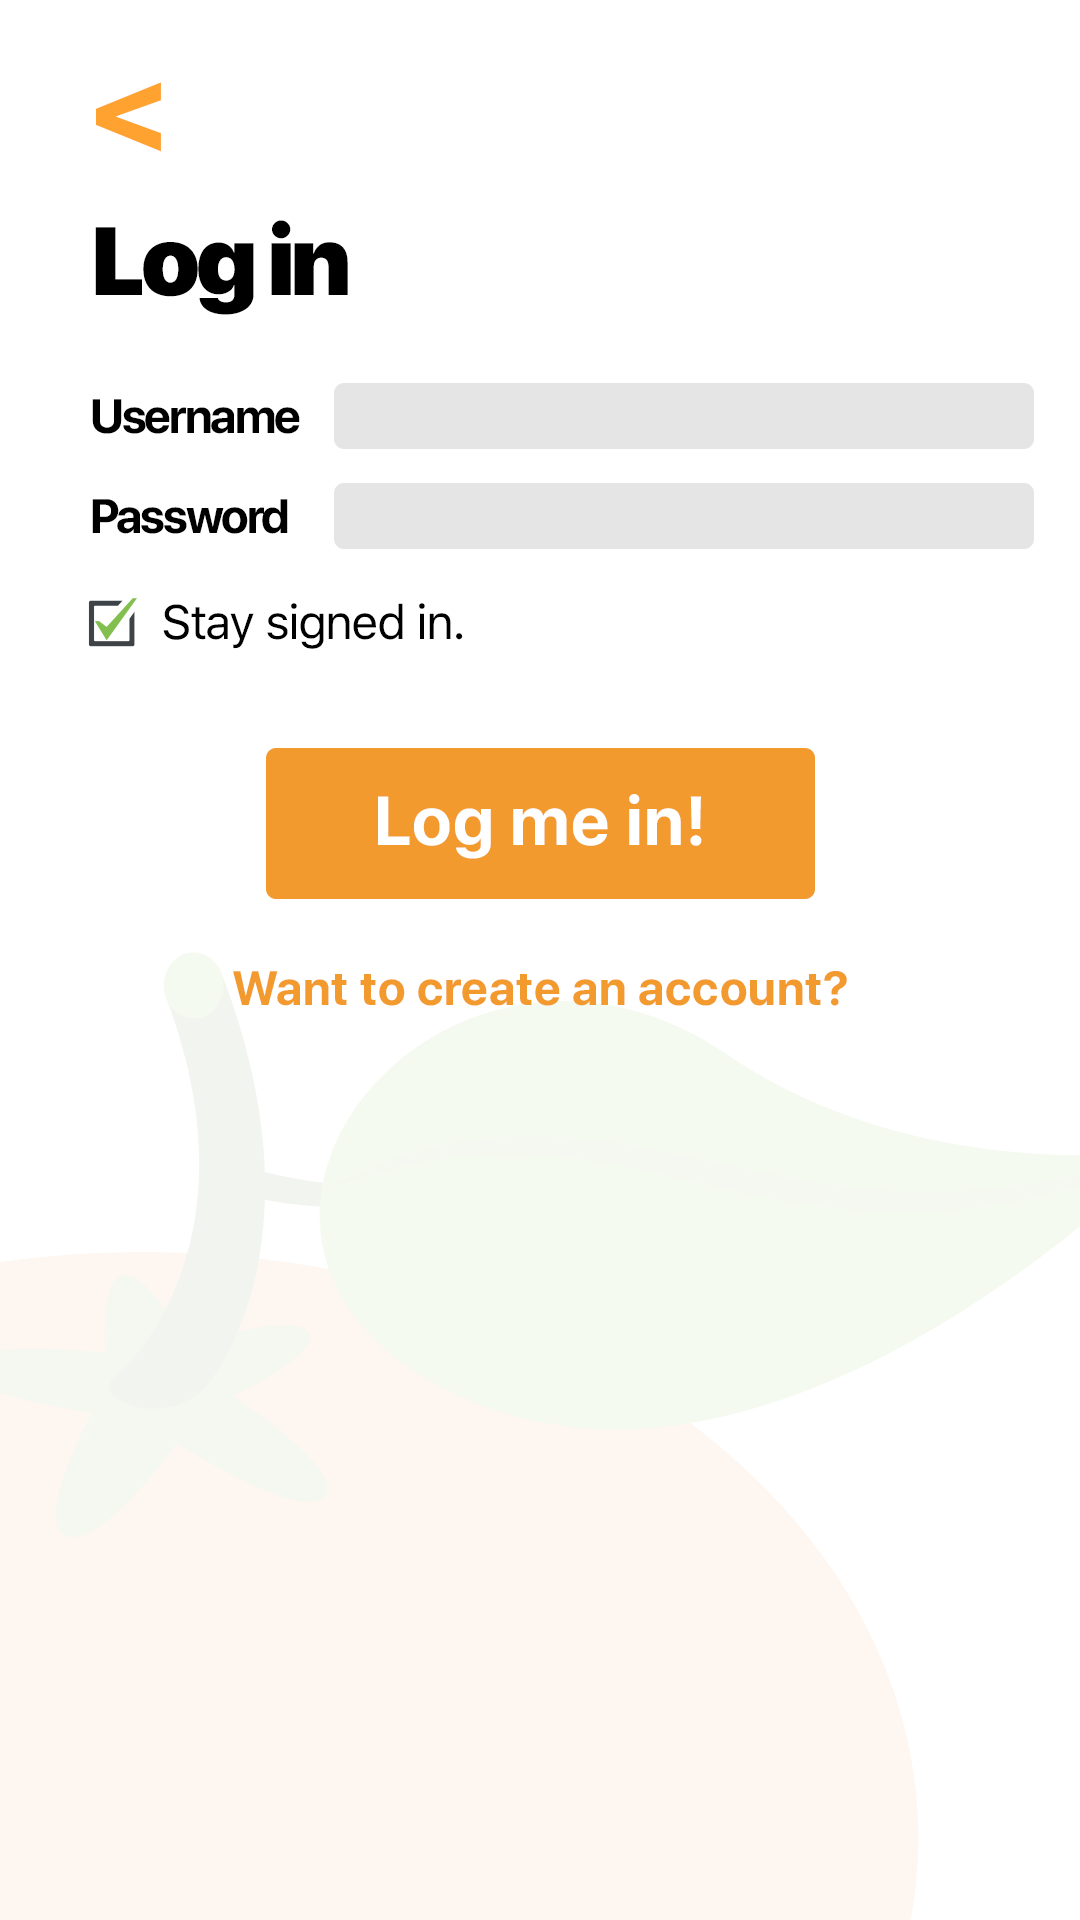 <
Log in
Username
Password
Stay signed in.
Log me in!
Want to create an account?